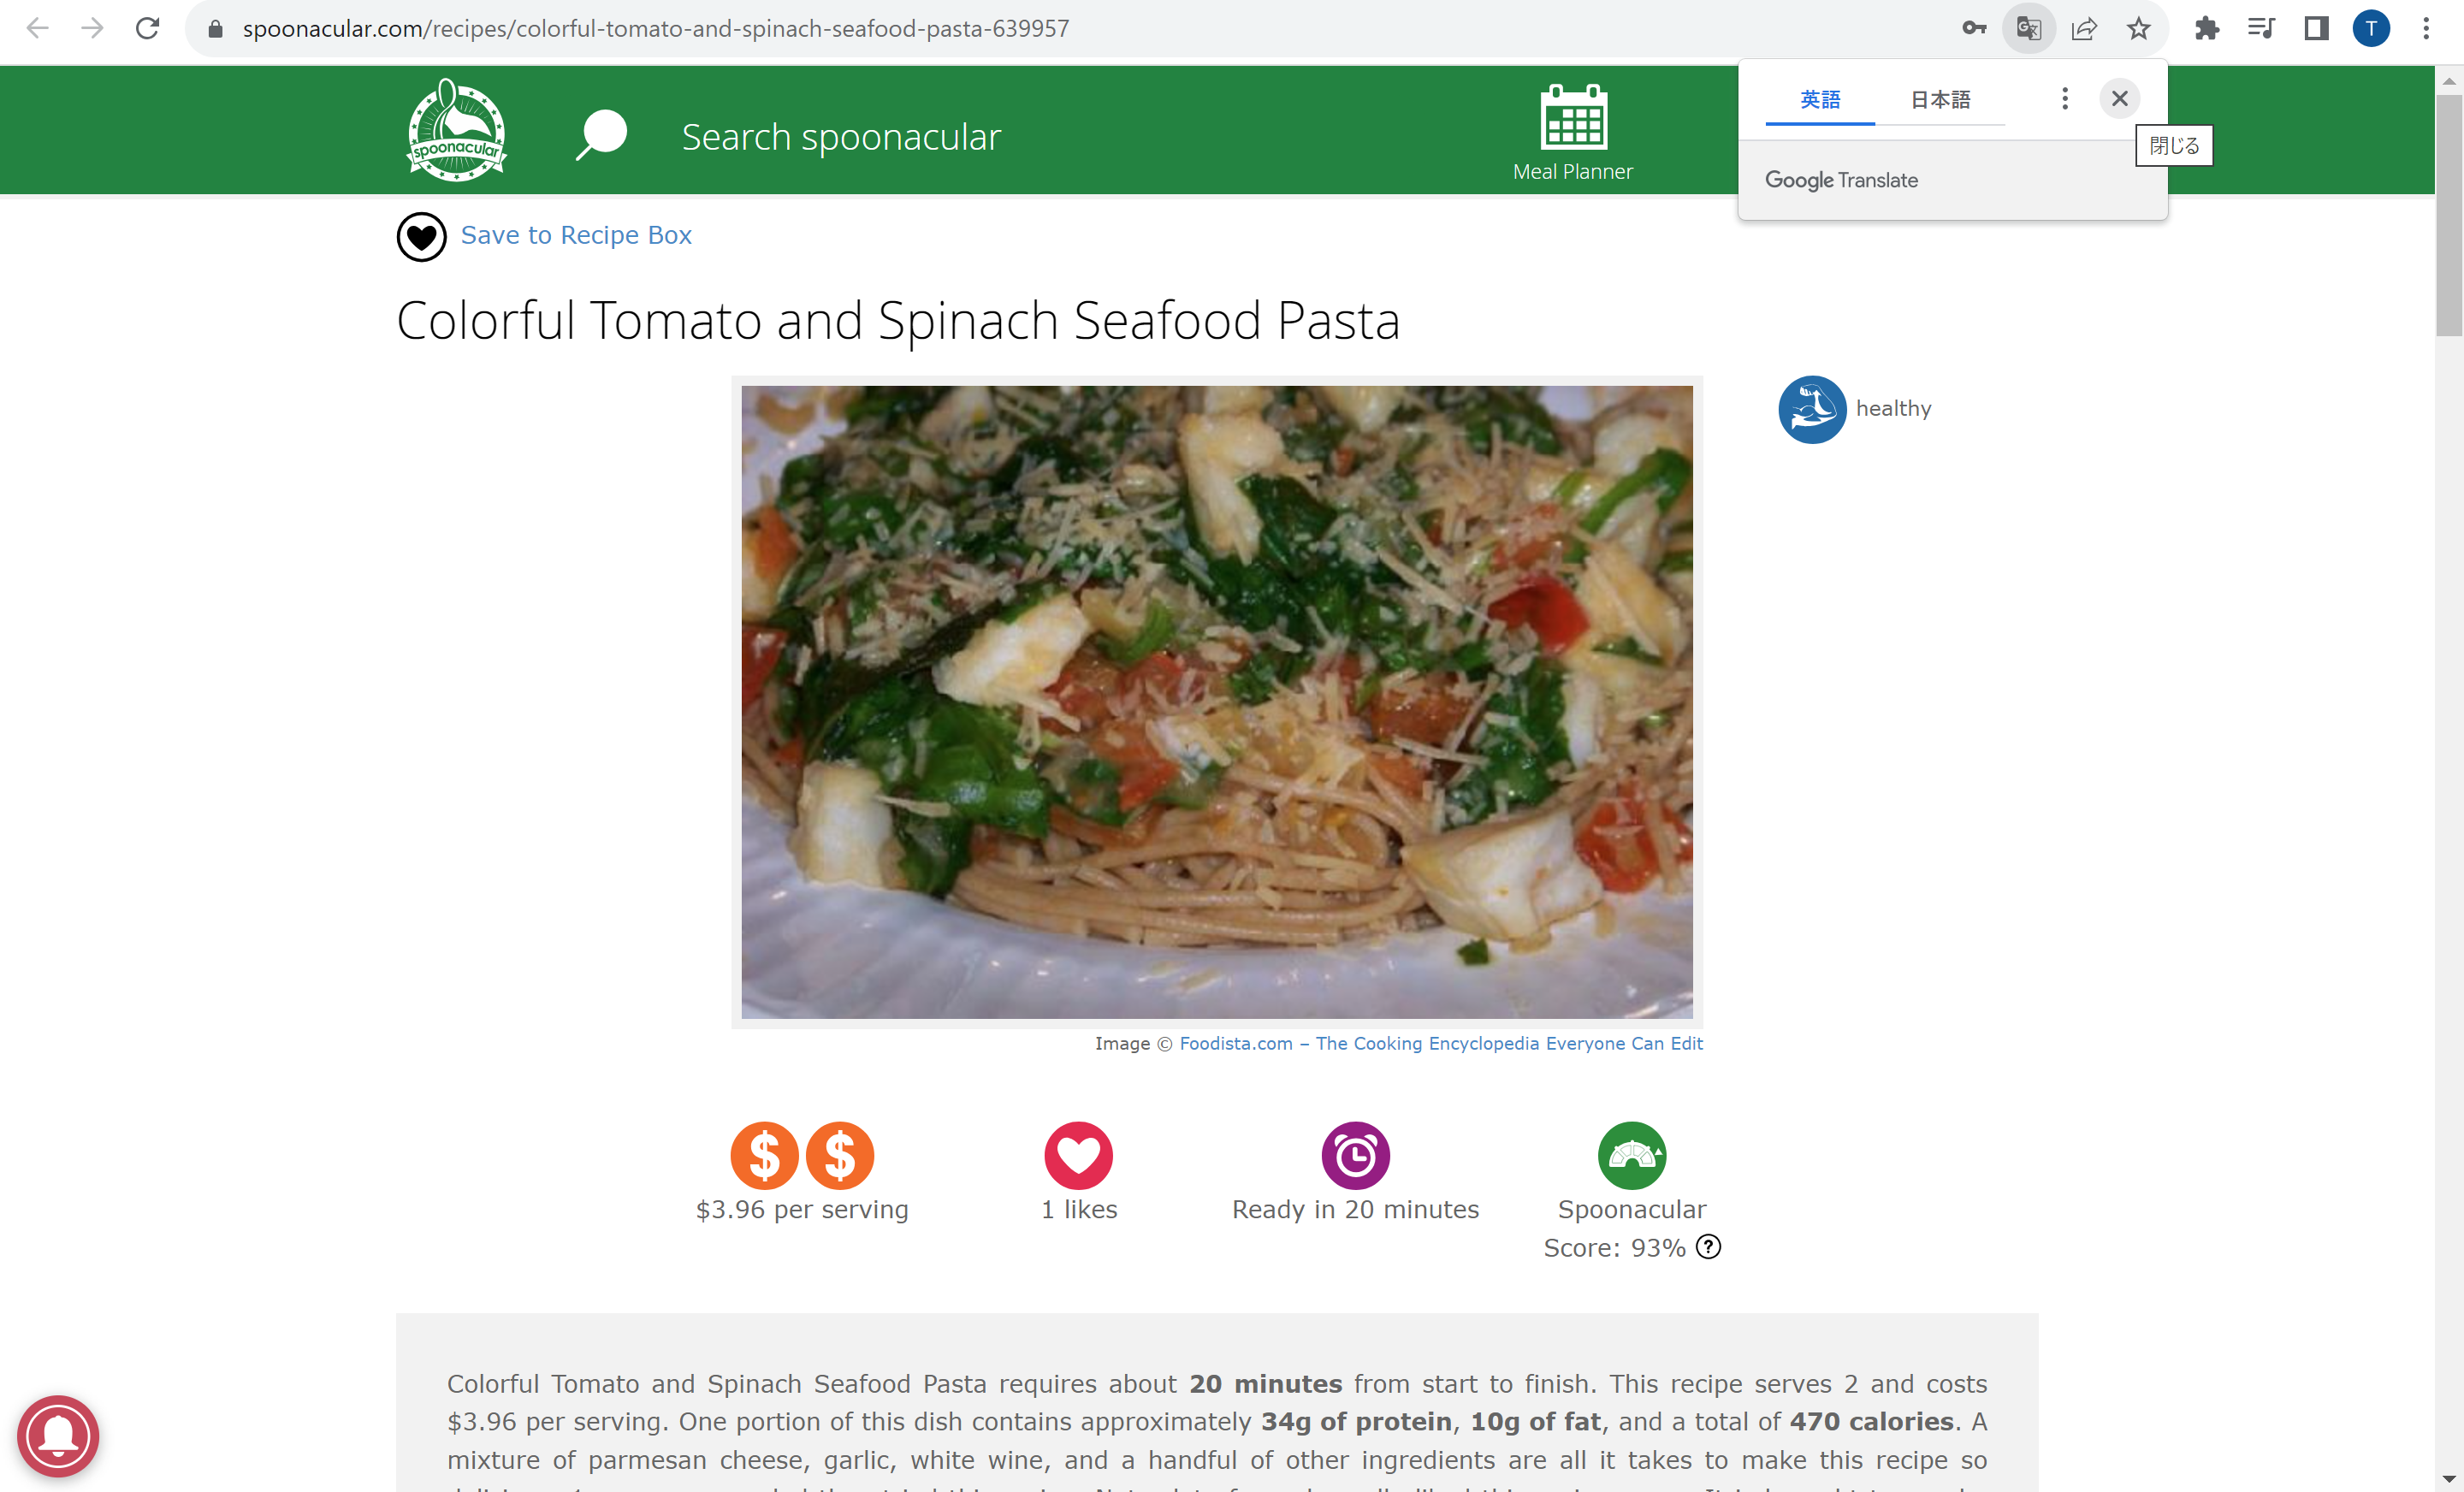 spoonacular.com/recipes/colorful-tomato-and-spinach-seafood-pasta-639957
T
spoonacular
Search spoonacular
Meal Planner
英語 日本語
閉じる
Google Translate
Save to Recipe Box
Colorful Tomato and Spinach Seafood Pasta
healthy
Image © Foodista.com – The Cooking Encyclopedia Everyone Can Edit
$ $
$3.96 per serving
1 likes
Ready in 20 minutes
Spoonacular
Score: 93% ?
Colorful Tomato and Spinach Seafood Pasta requires about 20 minutes from start to finish. This recipe serves 2 and costs
$3.96 per serving. One portion of this dish contains approximately 34g of protein, 10g of fat, and a total of 470 calories. A
mixture of parmesan cheese, garlic, white wine, and a handful of other ingredients are all it takes to make this recipe so